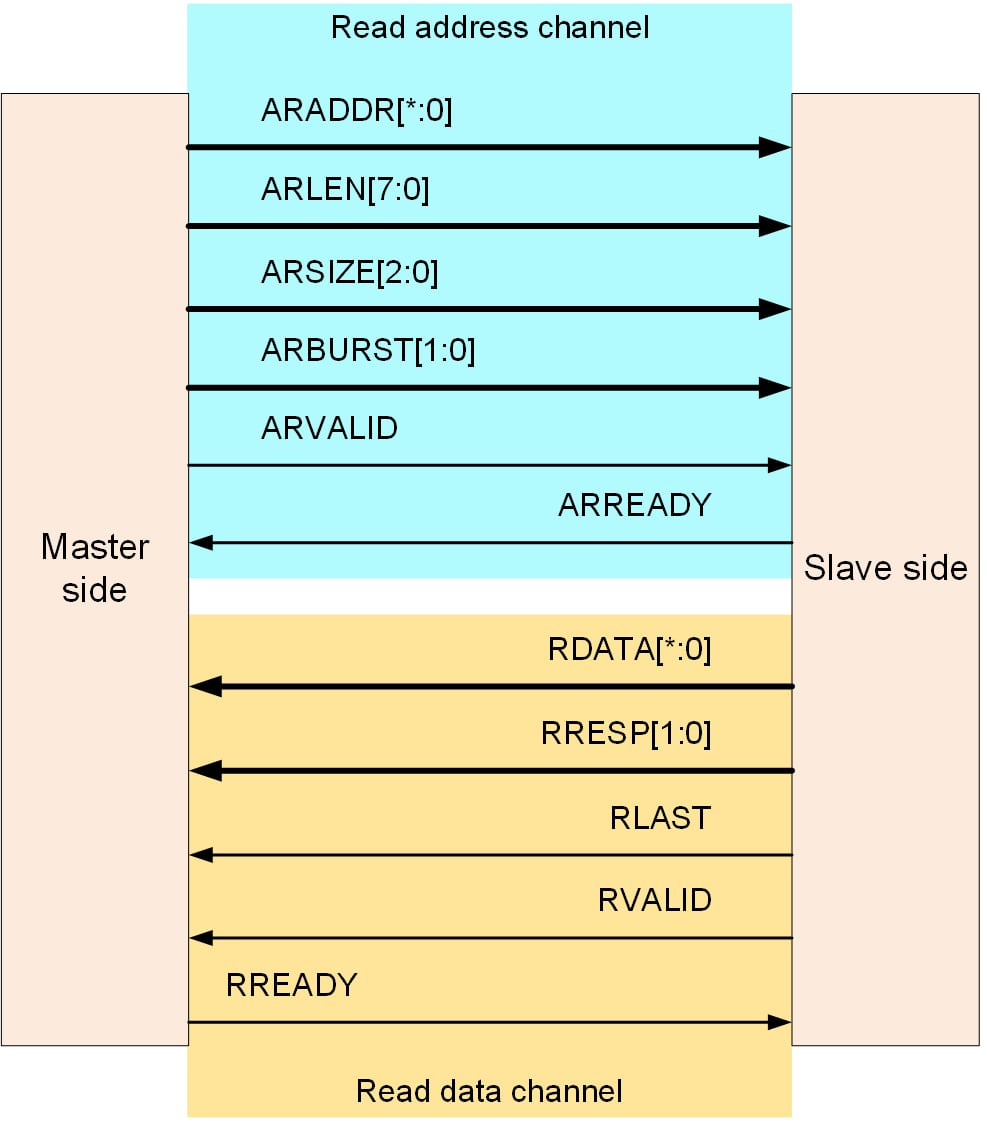 Read address channel
ARADDR[*:0]
ARLEN[7:0]
ARSIZE[2:0]
ARBURST[1:0]
ARVALID
ARREADY
Master
side
Slave side
RDATA[*:0]
RRESP[1:0]
RLAST
RVALID
RREADY
Read data channel